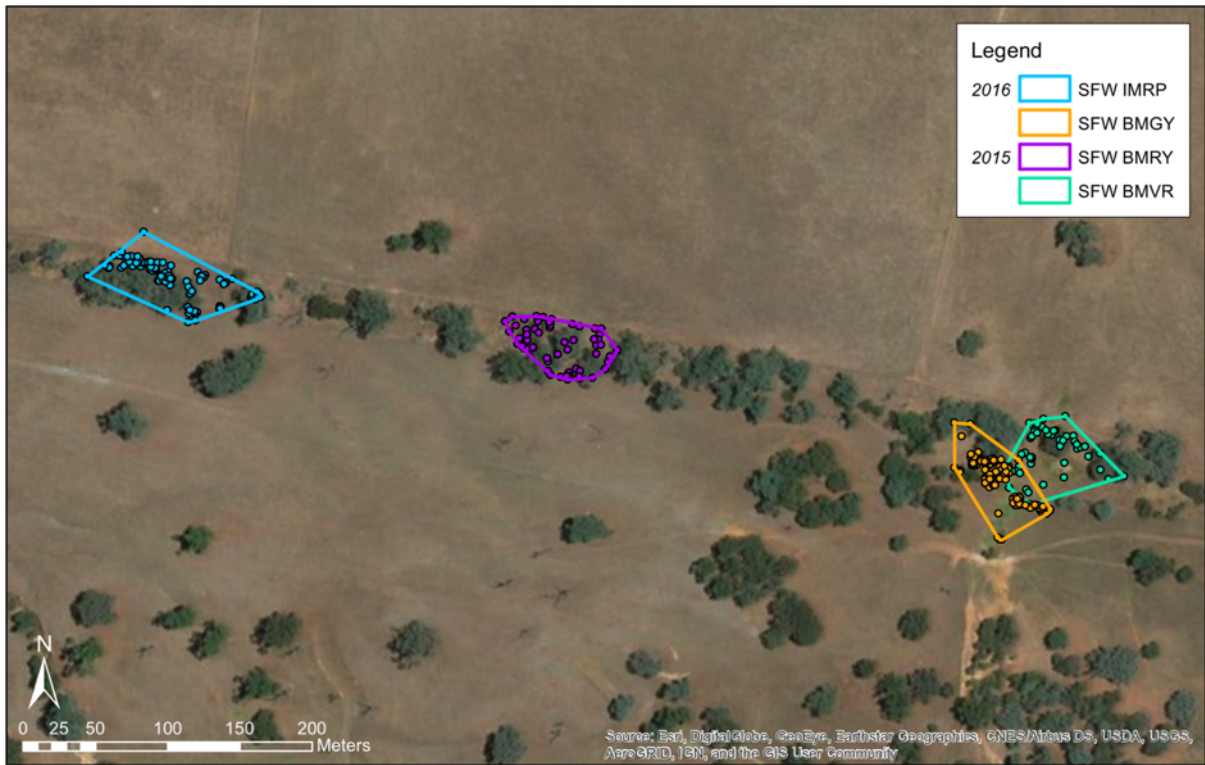 Legend
2016 SFW IMRP
SFW BMGY
2015 SFW BMRY
SFW BMVR
N
0 25 50 100 150 200
Meters
Source: Esri, DigitalGlobe, GeoEye, Earthstar Geographics, CNES/Airbus DS, USDA, USGS,
AeroGRID, IGN, and the GIS User Community